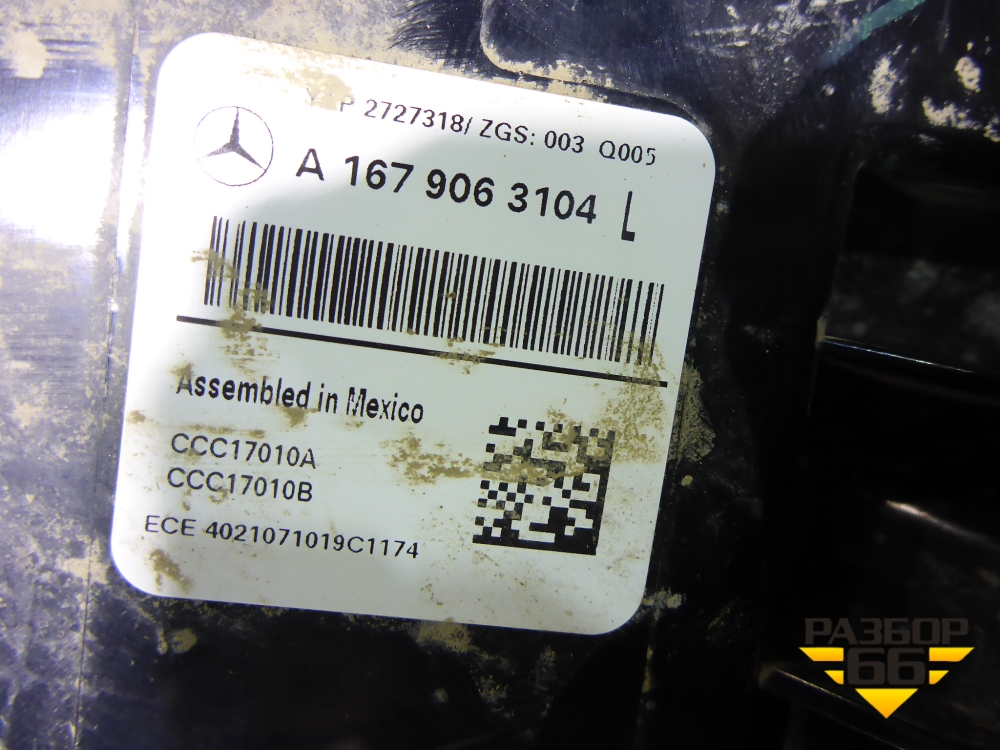 P 2727318/ ZGS: 003 Q005
A 167 906 3104 L
Assembled in Mexico
CCC17010A
CCC17010B
ECE 4021071019C1174
РАЗБОР
66